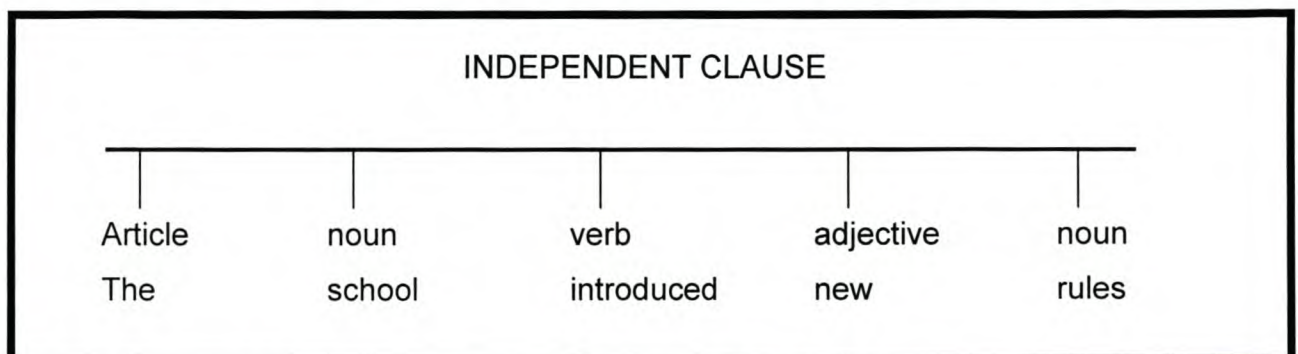 INDEPENDENT CLAUSE
Article noun verb adjective noun
The school introduced new rules